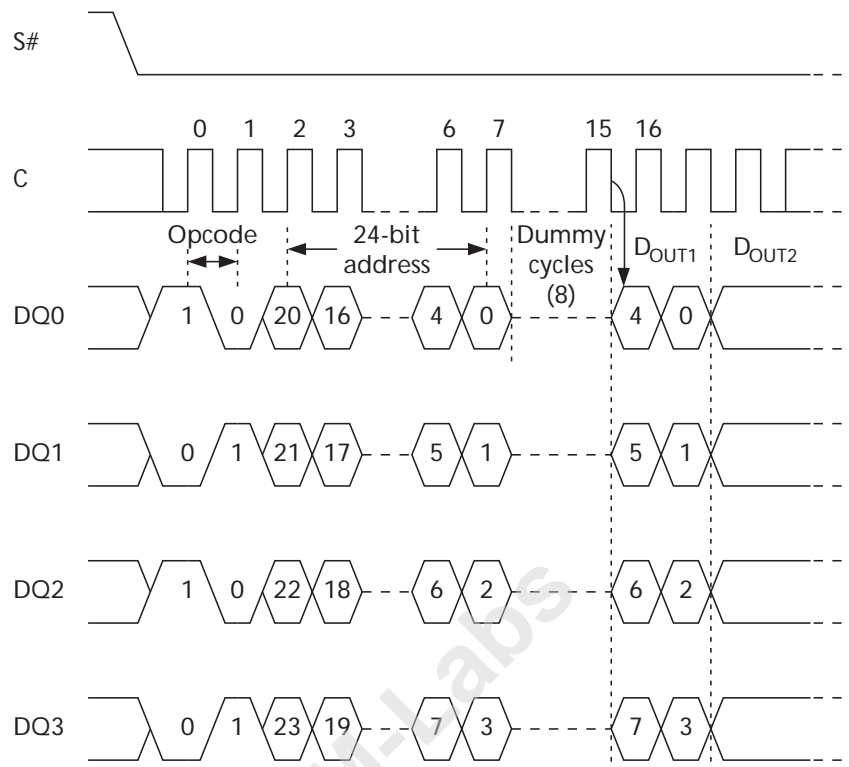 S#
0 1 2 3 6 7 15 16
C
Opcode 24-bit address Dummy cycles (8) DOUT1 DOUT2
DQ0 1 0 20 16 4 0 4 0
DQ1 0 1 21 17 5 1 5 1
DQ2 1 0 22 18 6 2 6 2
DQ3 0 1 23 19 7 3 7 3
M-Labs